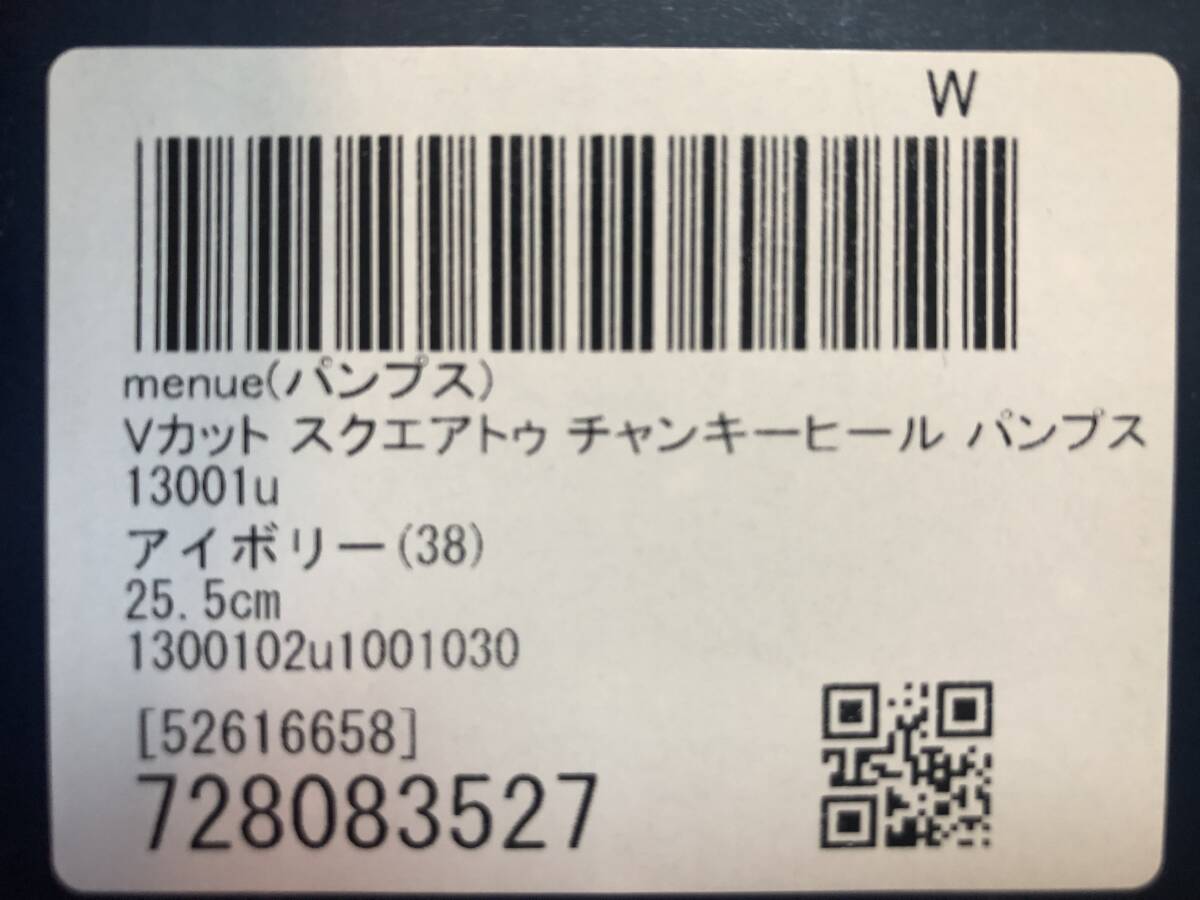 W
menue(パンプス)
Vカット スクエアトゥ チャンキーヒール パンプス
13001u
アイボリー(38)
25.5cm
1300102u1001030
[52616658]
728083527